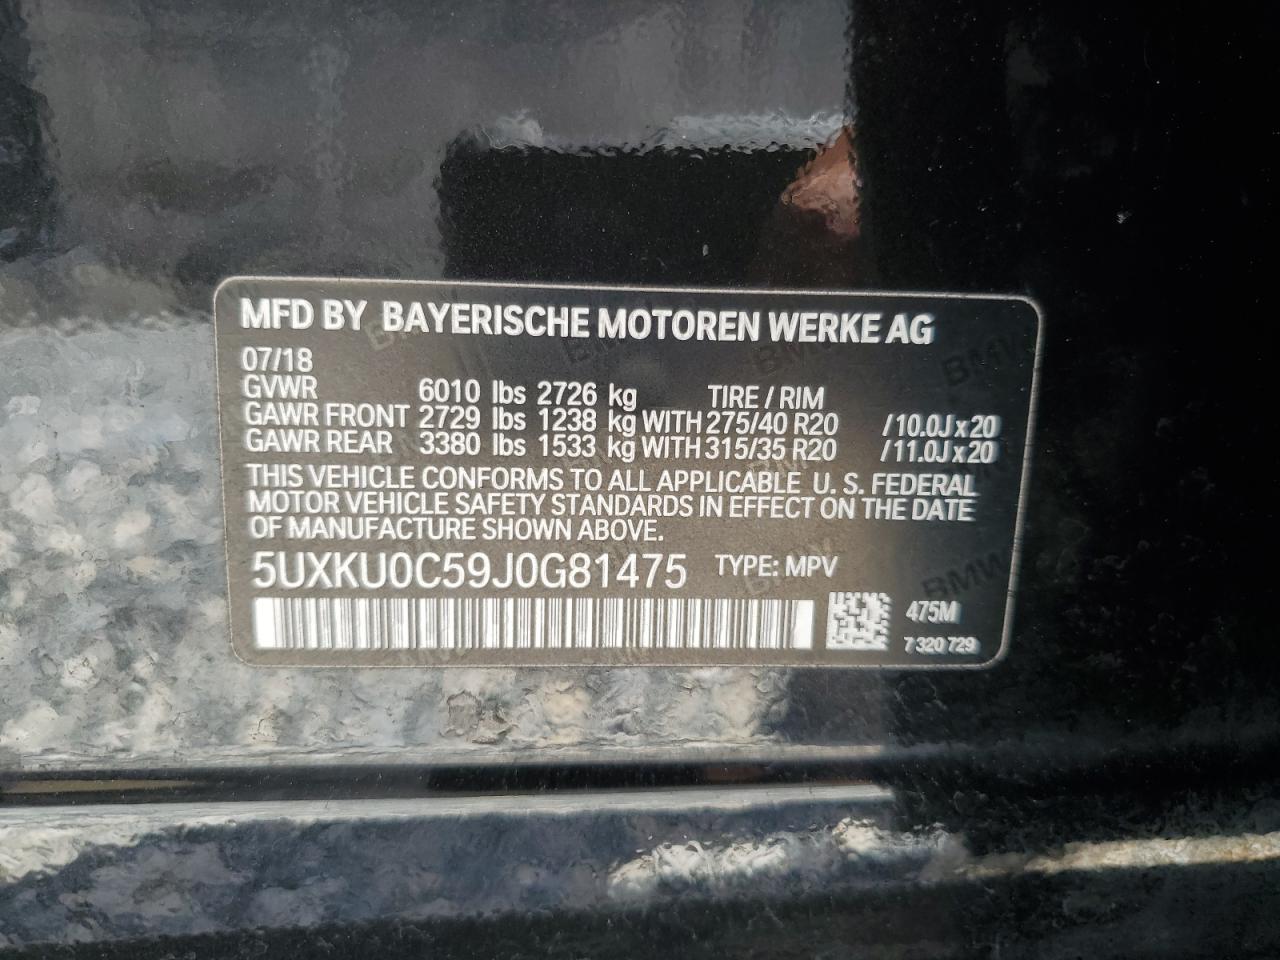 MFD BY BAYERISCHE MOTOREN WERKE AG
07/18
GVWR 6010 lbs 2726 kg TIRE / RIM
GAWR FRONT 2729 lbs 1238 kg WITH 275/40 R20 /10.0J x 20
GAWR REAR 3380 lbs 1533 kg WITH 315/35 R20 /11.0J x 20
THIS VEHICLE CONFORMS TO ALL APPLICABLE U. S. FEDERAL
MOTOR VEHICLE SAFETY STANDARDS IN EFFECT ON THE DATE
OF MANUFACTURE SHOWN ABOVE.
5UXKU0C59J0G81475 TYPE: MPV
475M
7 320 729